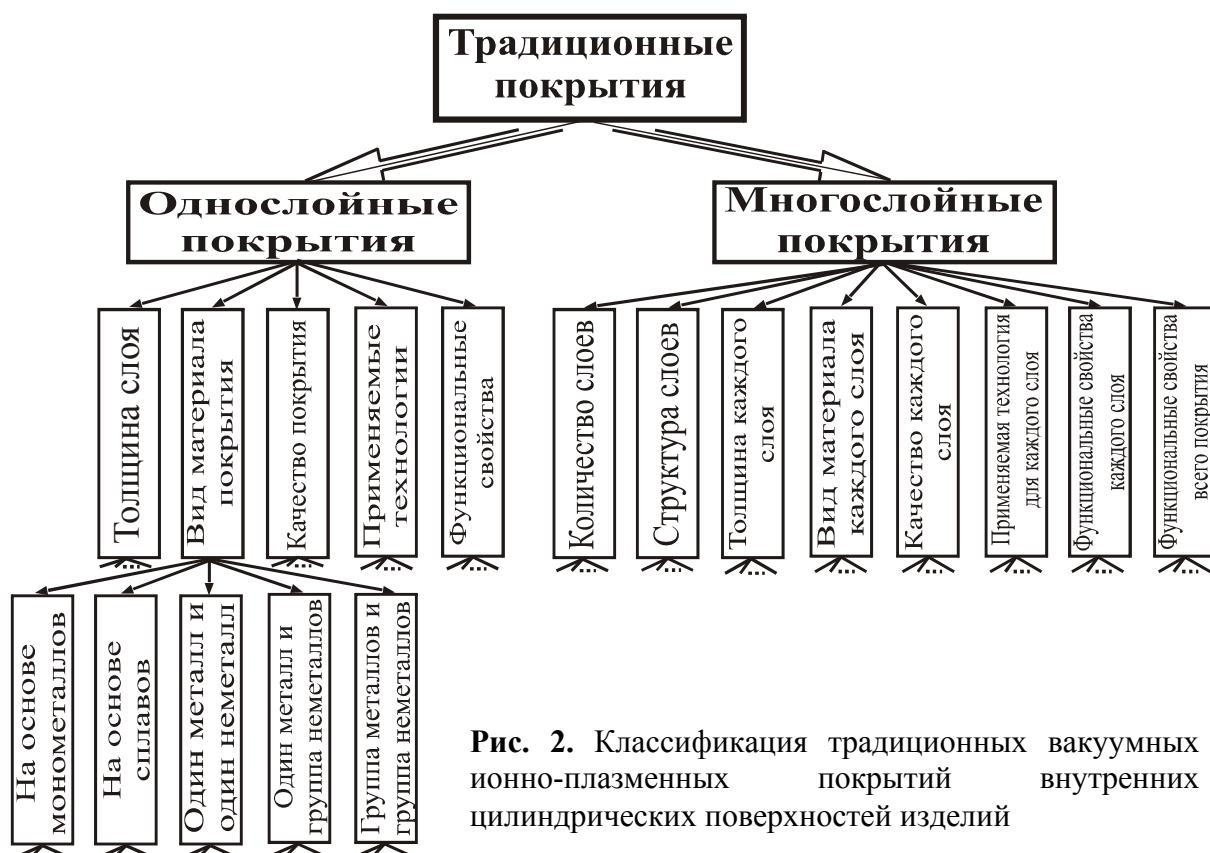 Традиционные
покрытия
Однослойные
покрытия
Многослойные
покрытия
Толщина слоя
Вид материала
покрытия
Качество покрытия
Применяемые
технологии
Функциональные
свойства
Количество слоев
Структура слоев
Толщина каждого
слоя
Вид материала
каждого слоя
Качество каждого
слоя
Применяемая технология
для каждого слоя
Функциональные свойства
каждого слоя
Функциональные свойства
всего покрытия
...
...
...
...
...
...
...
...
...
...
...
...
На основе
монометаллов
На основе
сплавов
Один металл и
один неметалл
Один металл и
группа неметаллов
Группа металлов и
группа неметаллов
Рис. 2. Классификация традиционных вакуумных
ионно-плазменных покрытий внутренних
цилиндрических поверхностей изделий